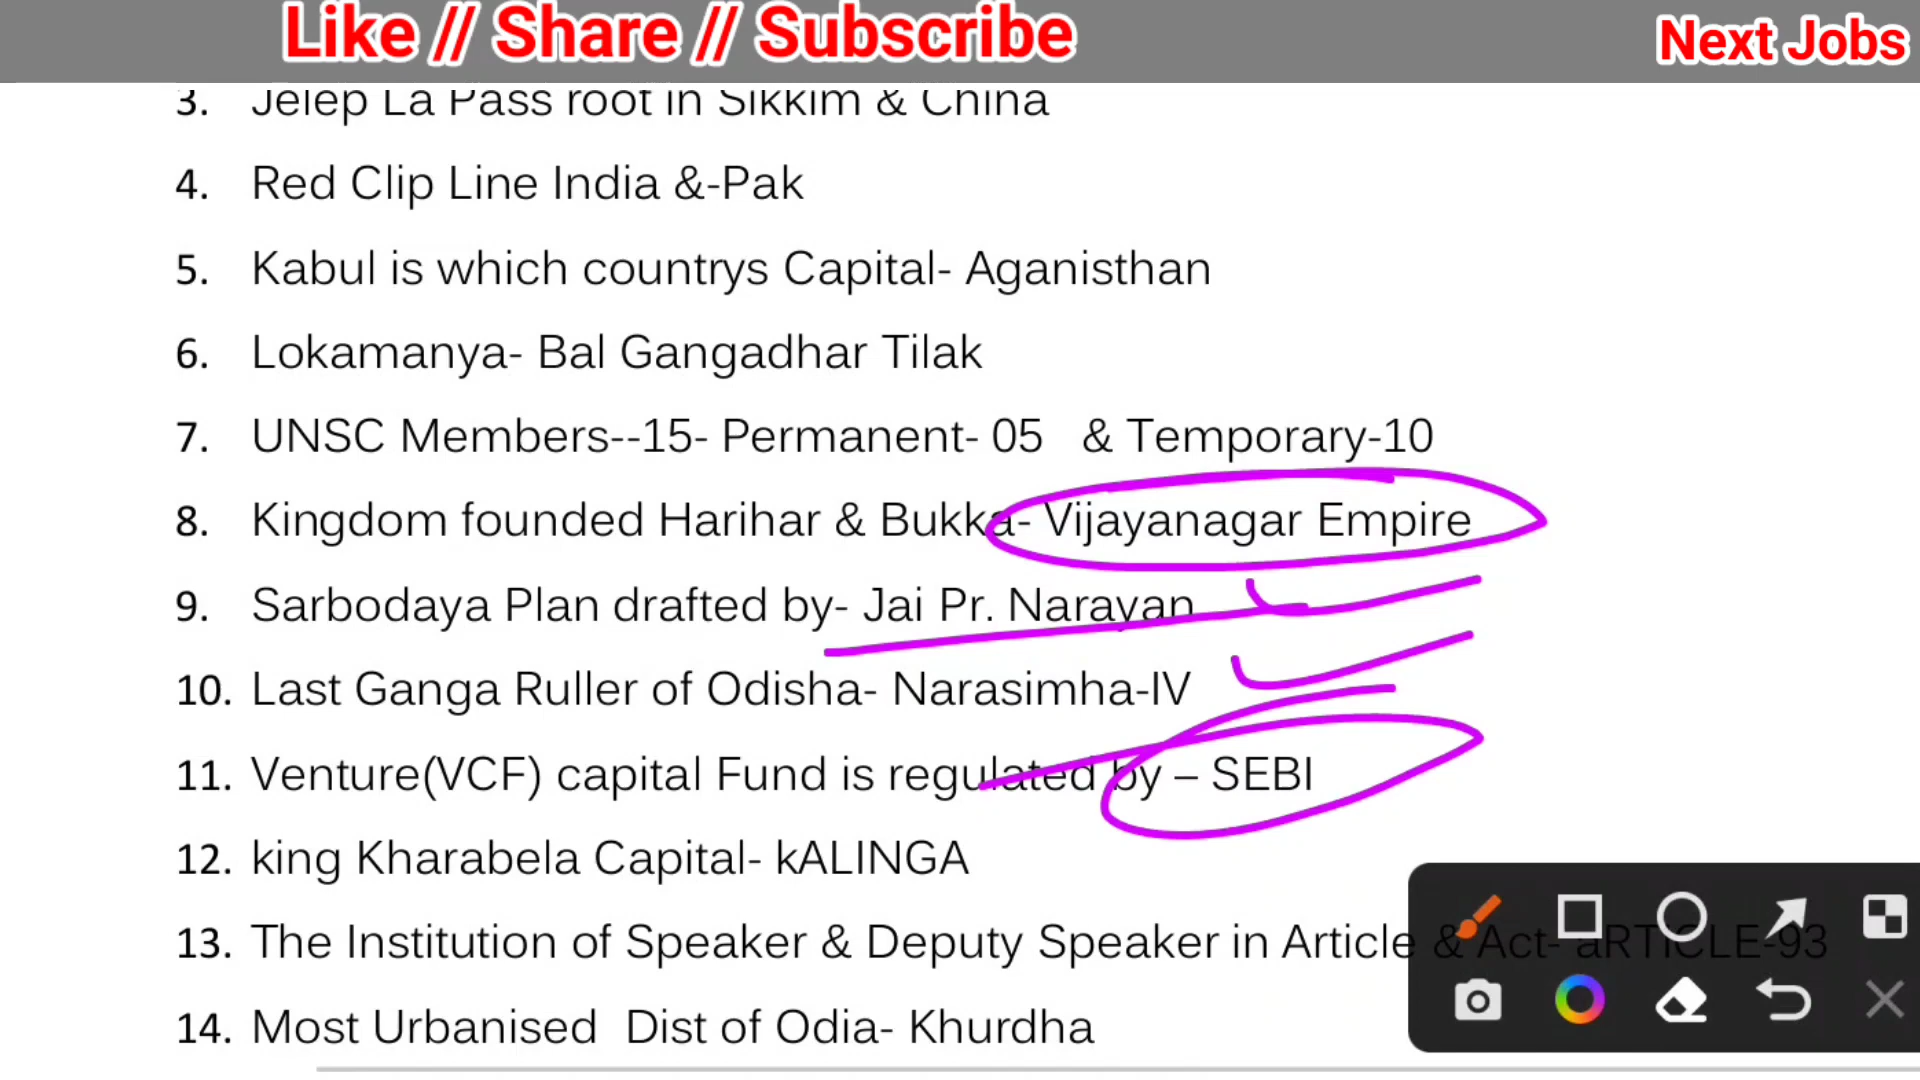 Like // Share // Subscribe
Next Jobs
3. Jelep La Pass root in Sikkim & China
4. Red Clip Line India &-Pak
5. Kabul is which countrys Capital- Aganisthan
6. Lokamanya- Bal Gangadhar Tilak
7. UNSC Members--15- Permanent- 05 & Temporary-10
8. Kingdom founded Harihar & Bukka- Vijayanagar Empire
9. Sarbodaya Plan drafted by- Jai Pr. Narayan
10. Last Ganga Ruller of Odisha- Narasimha-IV
11. Venture(VCF) capital Fund is regulated by – SEBI
12. king Kharabela Capital- kALINGA
13. The Institution of Speaker & Deputy Speaker in Article & Act- aRTICLE-93
14. Most Urbanised Dist of Odia- Khurdha